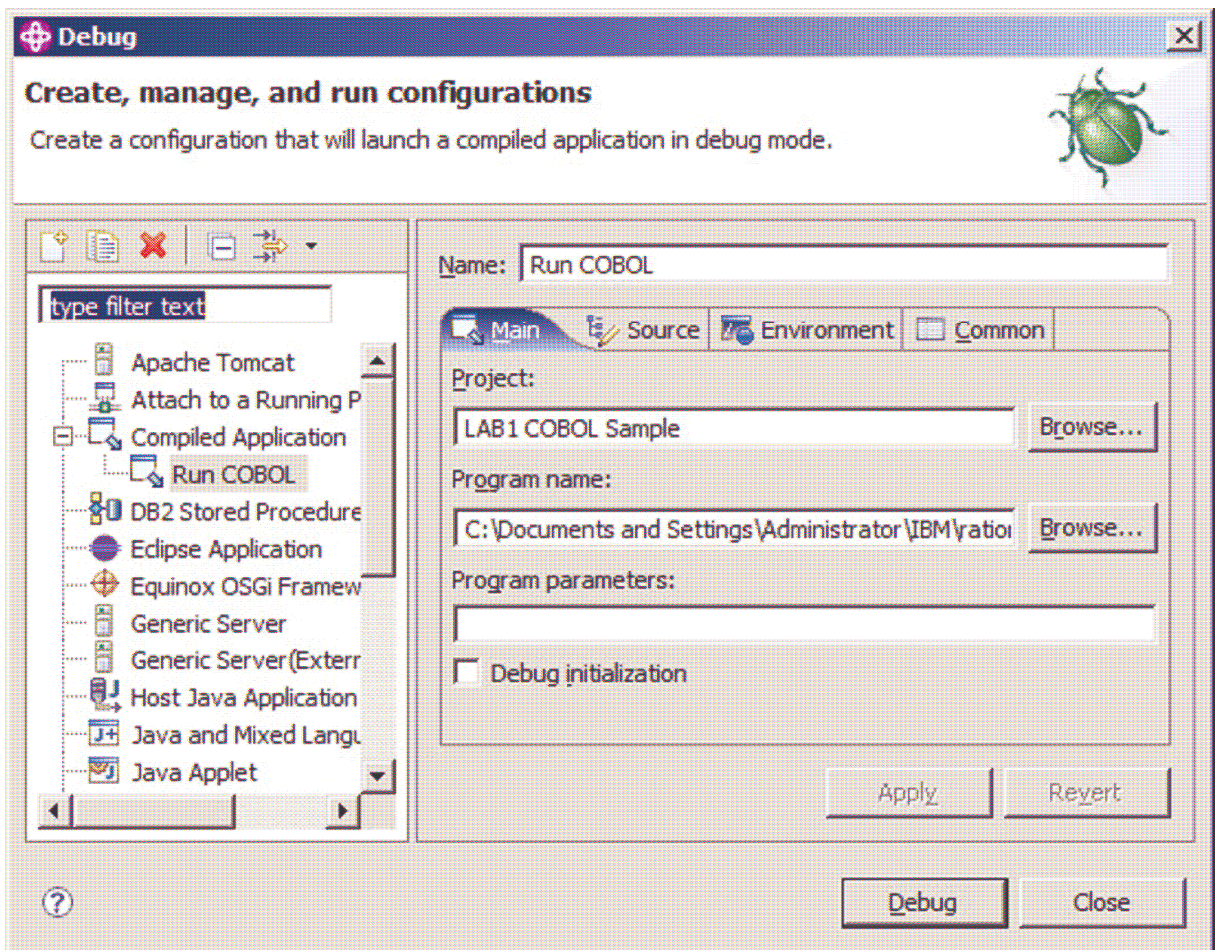 Debug
Create, manage, and run configurations
Create a configuration that will launch a compiled application in debug mode.
type filter text
Apache Tomcat
Attach to a Running P
Compiled Application
Run COBOL
DB2 Stored Procedure
Eclipse Application
Equinox OSGi Framew
Generic Server
Generic Server(Extern
Host Java Application
Java and Mixed Langu
Java Applet
Name: Run COBOL
Main Source Environment Common
Project:
LAB1 COBOL Sample Browse...
Program name:
C:\Documents and Settings\Administrator\IBM\ration Browse...
Program parameters:
Debug initialization
Apply Revert
? Debug Close